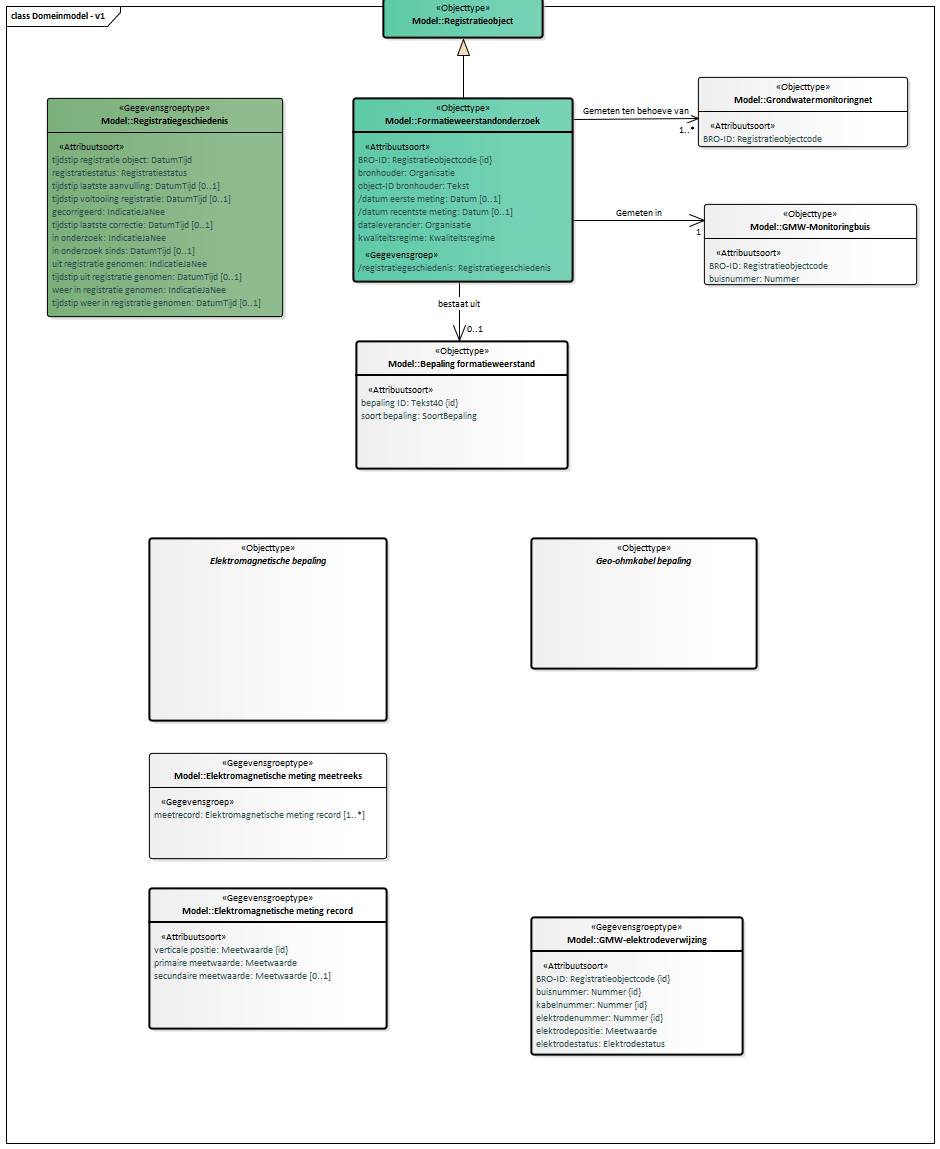 class Domeinmodel - v1
«Objecttype»
Model::Registratieobject
«Gegevensgroeptype»
Model::Registratiegeschiedenis
«Attribuutsoort»
tijdstip registratie object: DatumTijd
registratiestatus: Registratiestatus
tijdstip laatste aanvulling: DatumTijd [0..1]
tijdstip voltooiing registratie: DatumTijd [0..1]
gecorrigeerd: IndicatieJaNee
tijdstip laatste correctie: DatumTijd [0..1]
in onderzoek: IndicatieJaNee
in onderzoek sinds: DatumTijd [0..1]
uit registratie genomen: IndicatieJaNee
tijdstip uit registratie genomen: DatumTijd [0..1]
weer in registratie genomen: IndicatieJaNee
tijdstip weer in registratie genomen: DatumTijd [0..1]
«Objecttype»
Model::Formatieweerstandonderzoek
«Attribuutsoort»
BRO-ID: Registratieobjectcode {id}
bronhouder: Organisatie
object-ID bronhouder: Tekst
/datum eerste meting: Datum [0..1]
/datum recentste meting: Datum [0..1]
dataleverancier: Organisatie
kwaliteitsregime: Kwaliteitsregime
«Gegevensgroep»
/registratiegeschiedenis: Registratiegeschiedenis
Gemeten ten behoeve van
1..*
«Objecttype»
Model::Grondwatermonitoringnet
«Attribuutsoort»
BRO-ID: Registratieobjectcode
Gemeten in
1
«Objecttype»
Model::GMW-Monitoringbuis
«Attribuutsoort»
BRO-ID: Registratieobjectcode
buisnummer: Nummer
bestaat uit
0..1
«Objecttype»
Model::Bepaling formatieweerstand
«Attribuutsoort»
bepaling ID: Tekst40 {id}
soort bepaling: SoortBepaling
«Objecttype»
Elektromagnetische bepaling
«Objecttype»
Geo-ohmkabel bepaling
«Gegevensgroeptype»
Model::Elektromagnetische meting meetreeks
«Gegevensgroep»
meetrecord: Elektromagnetische meting record [1..*]
«Gegevensgroeptype»
Model::Elektromagnetische meting record
«Attribuutsoort»
verticale positie: Meetwaarde {id}
primaire meetwaarde: Meetwaarde
secundaire meetwaarde: Meetwaarde [0..1]
«Gegevensgroeptype»
Model::GMW-elektrodeverwijzing
«Attribuutsoort»
BRO-ID: Registratieobjectcode {id}
buisnummer: Nummer {id}
kabelnummer: Nummer {id}
elektrodenummer: Nummer {id}
elektrodepositie: Meetwaarde
elektrodestatus: Elektrodestatus